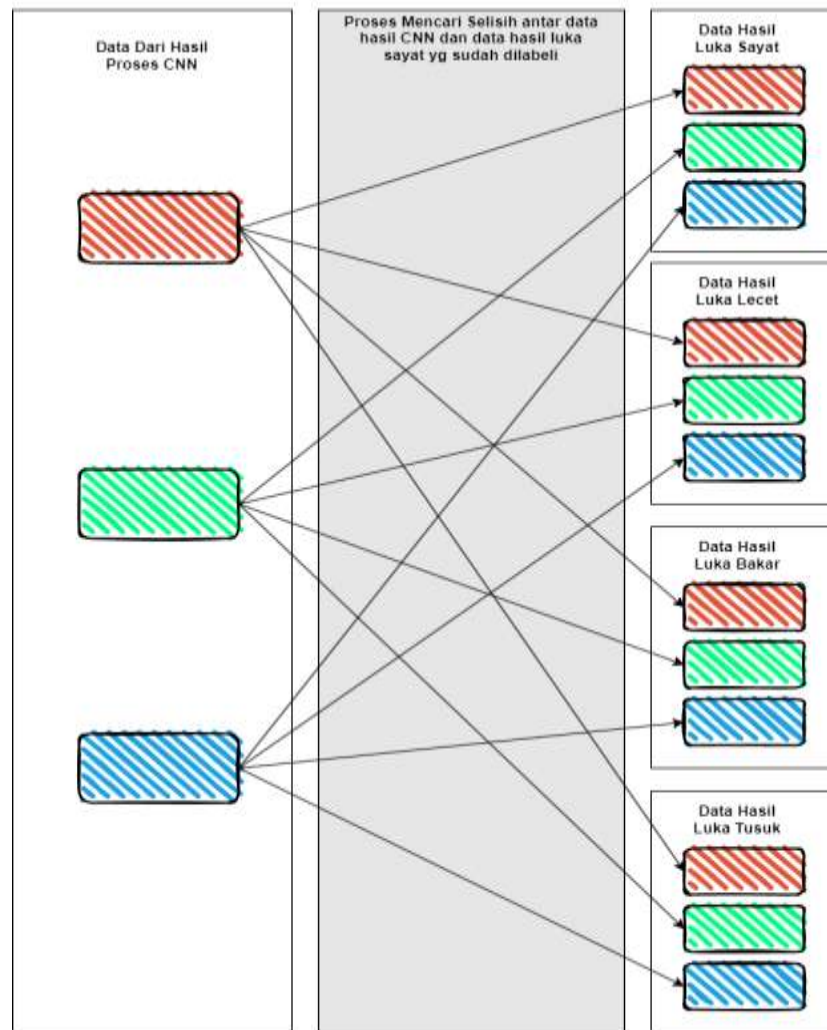 Data Dari Hasil
Proses CNN
Proses Mencari Selisih antar data
hasil CNN dan data hasil luka
sayat yg sudah dilabeli
Data Hasil
Luka Sayat
Data Hasil
Luka Lecet
Data Hasil
Luka Bakar
Data Hasil
Luka Tusuk